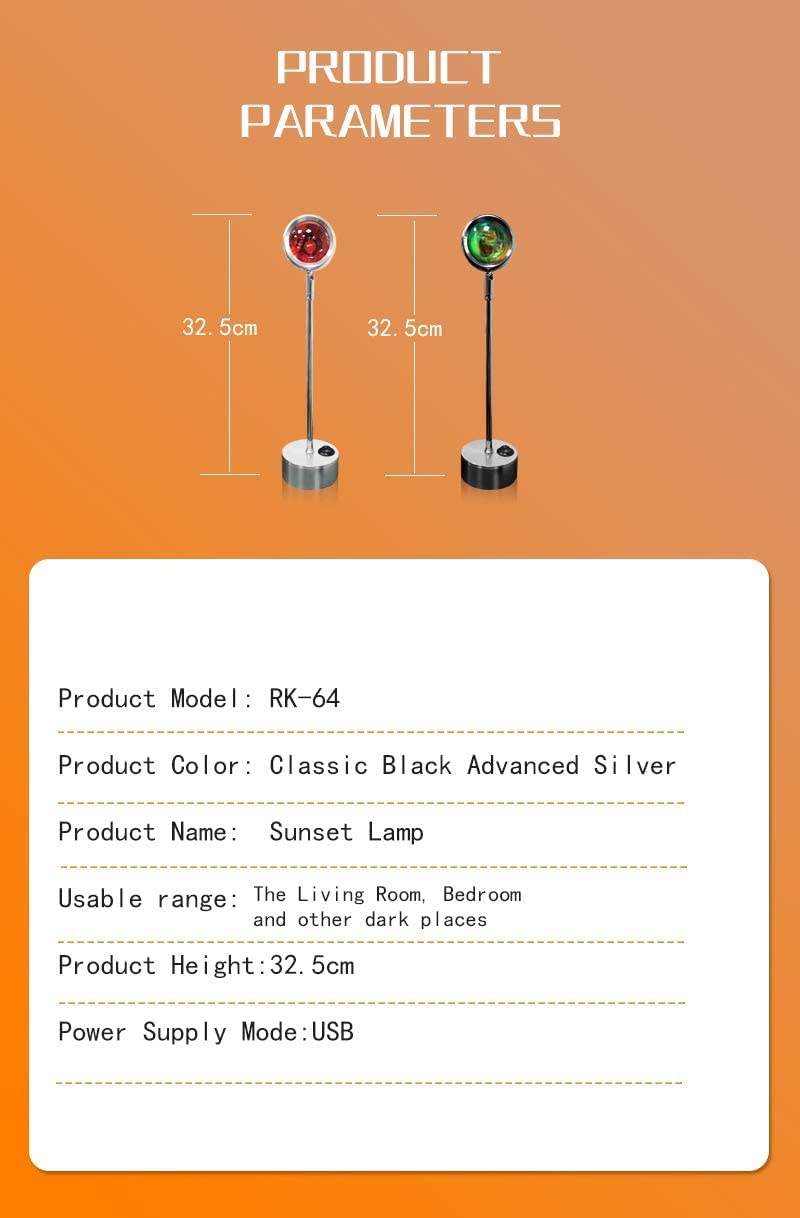 PRODUCT
PARAMETERS
32.5cm
32.5cm
Product Model: RK-64
Product Color: Classic Black Advanced Silver
Product Name: Sunset Lamp
Usable range: The Living Room, Bedroom
and other dark places
Product Height:32.5cm
Power Supply Mode:USB